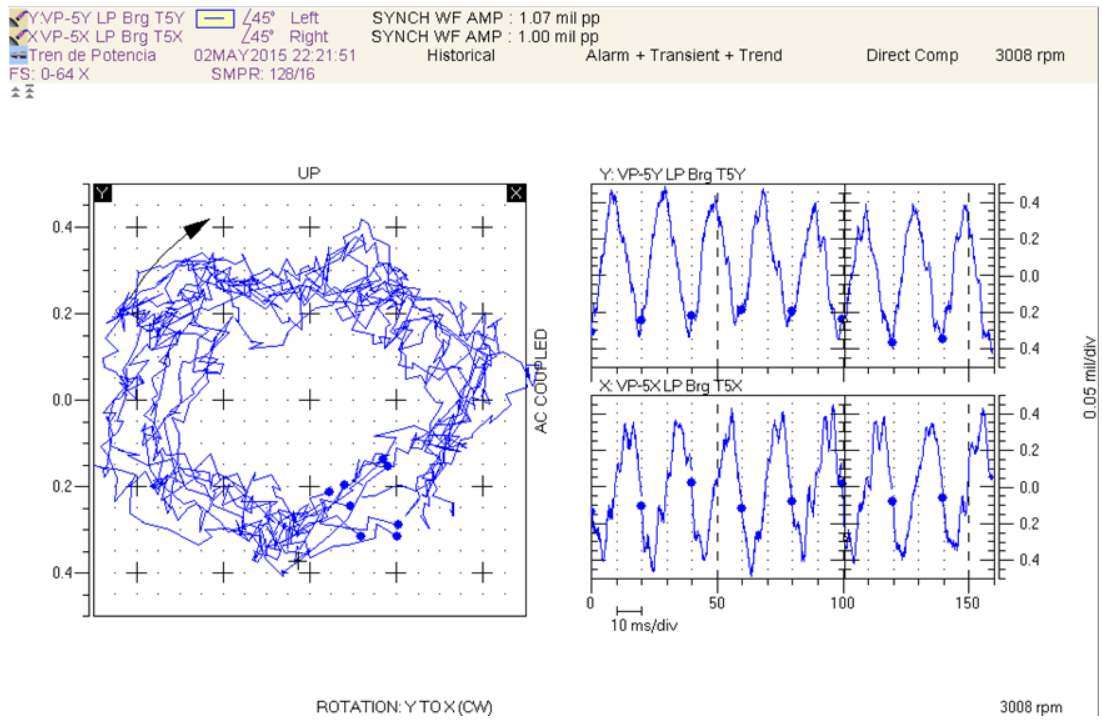 Y:VP-5Y LP Brg T5Y ∠45° Left SYNCH WF AMP : 1.07 mil pp
X:VP-5X LP Brg T5X ∠45° Right SYNCH WF AMP : 1.00 mil pp
Tren de Potencia 02MAY2015 22:21:51 Historical Alarm + Transient + Trend Direct Comp 3008 rpm
FS: 0-64 X SMPR: 128/16
UP
Y
X
0.4
0.2
0.0
0.2
0.4
AC COUPLED
Y: VP-5Y LP Brg T5Y
0.4
0.2
0.0
0.2
0.4
X: VP-5X LP Brg T5X
0.4
0.2
0.0
0.2
0.4
0.05 mil/div
0 50 100 150
10 ms/div
ROTATION: Y TO X (CW)
3008 rpm